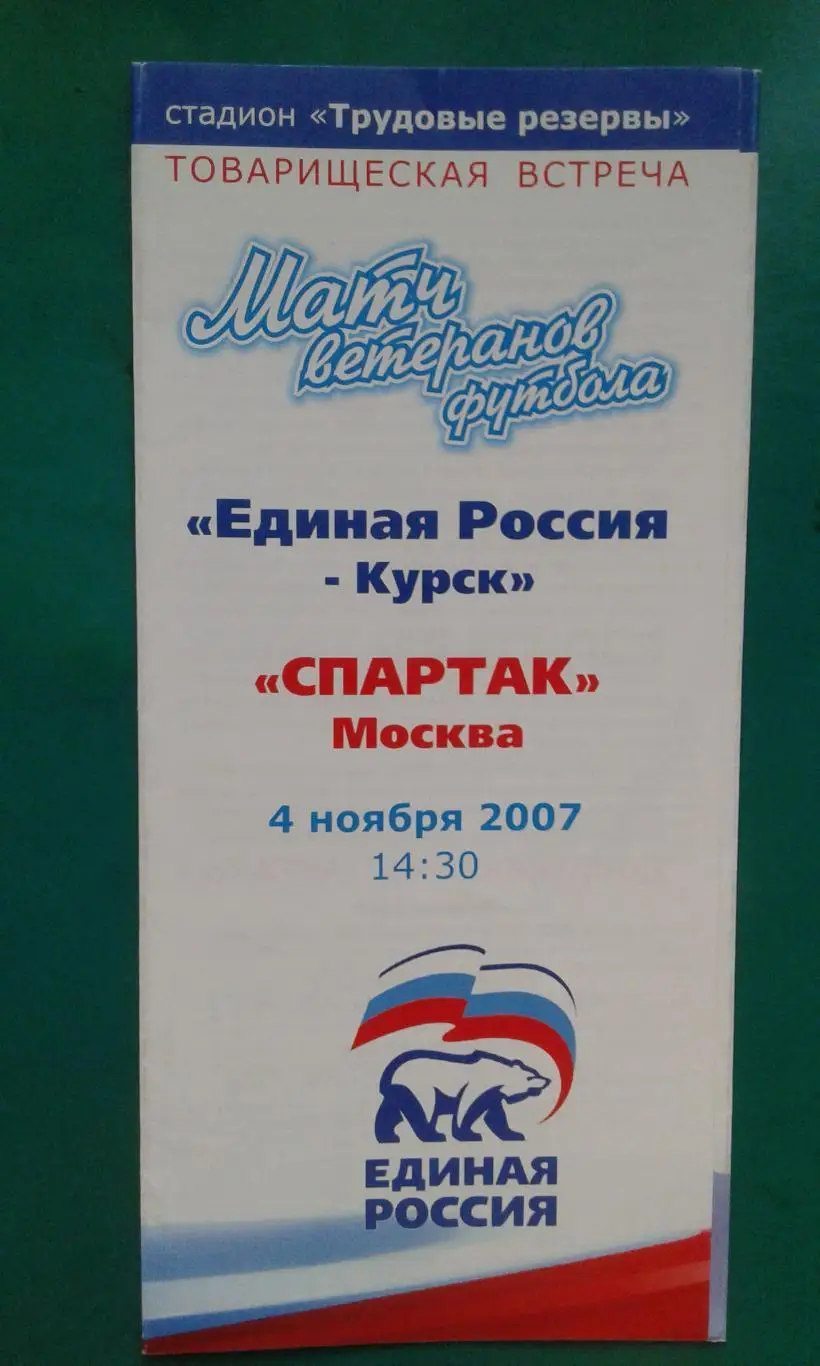 стадион «Трудовые резервы»
ТОВАРИЩЕСКАЯ ВСТРЕЧА
Матч
ветеранов
футбола
«Единая Россия
- Курск»
«СПАРТАК»
Москва
4 ноября 2007
14:30
ЕДИНАЯ
РОССИЯ